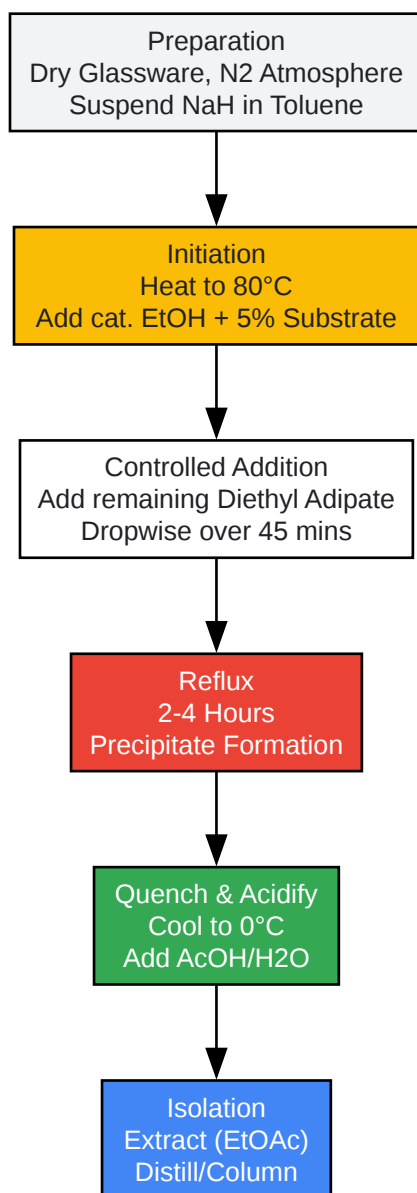 Preparation
Dry Glassware, N2 Atmosphere
Suspend NaH in Toluene
Initiation
Heat to 80°C
Add cat. EtOH + 5% Substrate
Controlled Addition
Add remaining Diethyl Adipate
Dropwise over 45 mins
Reflux
2-4 Hours
Precipitate Formation
Quench & Acidify
Cool to 0°C
Add AcOH/H2O
Isolation
Extract (EtOAc)
Distill/Column